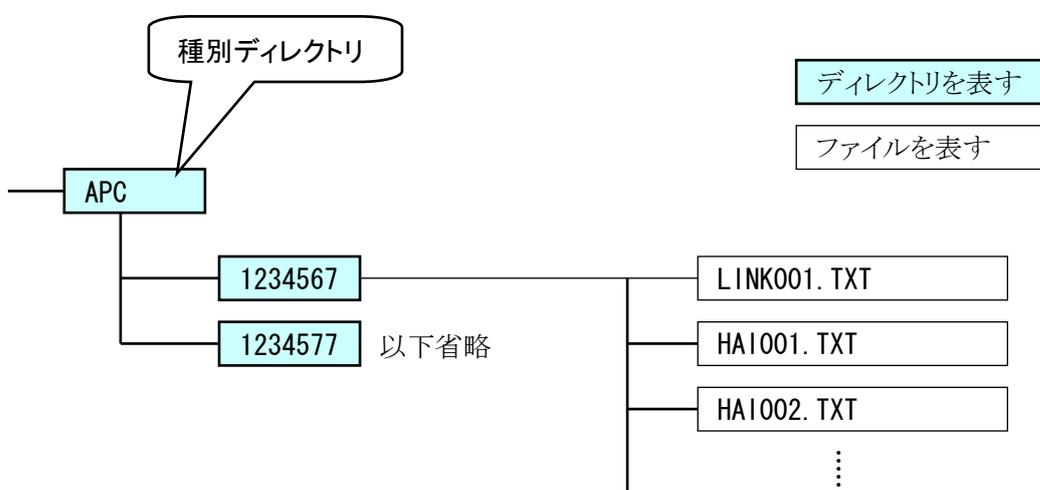 種別ディレクトリ
ディレクトリを表す
ファイルを表す
APC
1234567
LINK001.TXT
1234577
以下省略
HAI001.TXT
HAI002.TXT